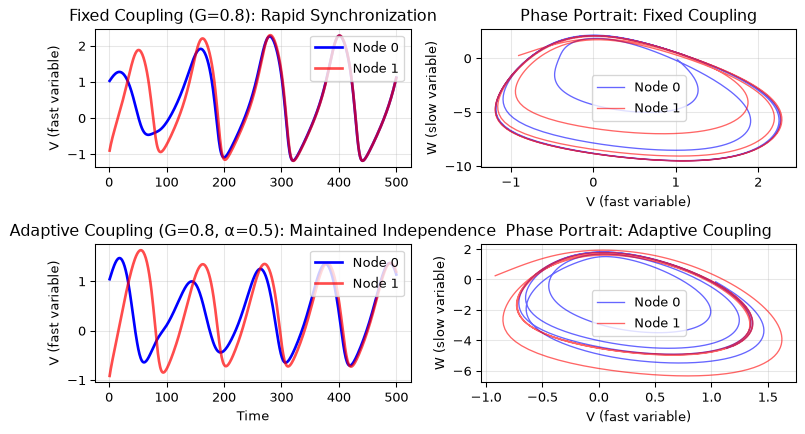 Fixed Coupling (G=0.8): Rapid Synchronization
V (fast variable)
2
1
0
−1
0 100 200 300 400 500
Node 0
Node 1
Phase Portrait: Fixed Coupling
W (slow variable)
0
−5
−10
−1 0 1 2
V (fast variable)
Node 0
Node 1
Adaptive Coupling (G=0.8, α=0.5): Maintained Independence
V (fast variable)
1
0
−1
0 100 200 300 400 500
Time
Node 0
Node 1
Phase Portrait: Adaptive Coupling
W (slow variable)
2
0
−2
−4
−6
−1.0 −0.5 0.0 0.5 1.0 1.5
V (fast variable)
Node 0
Node 1